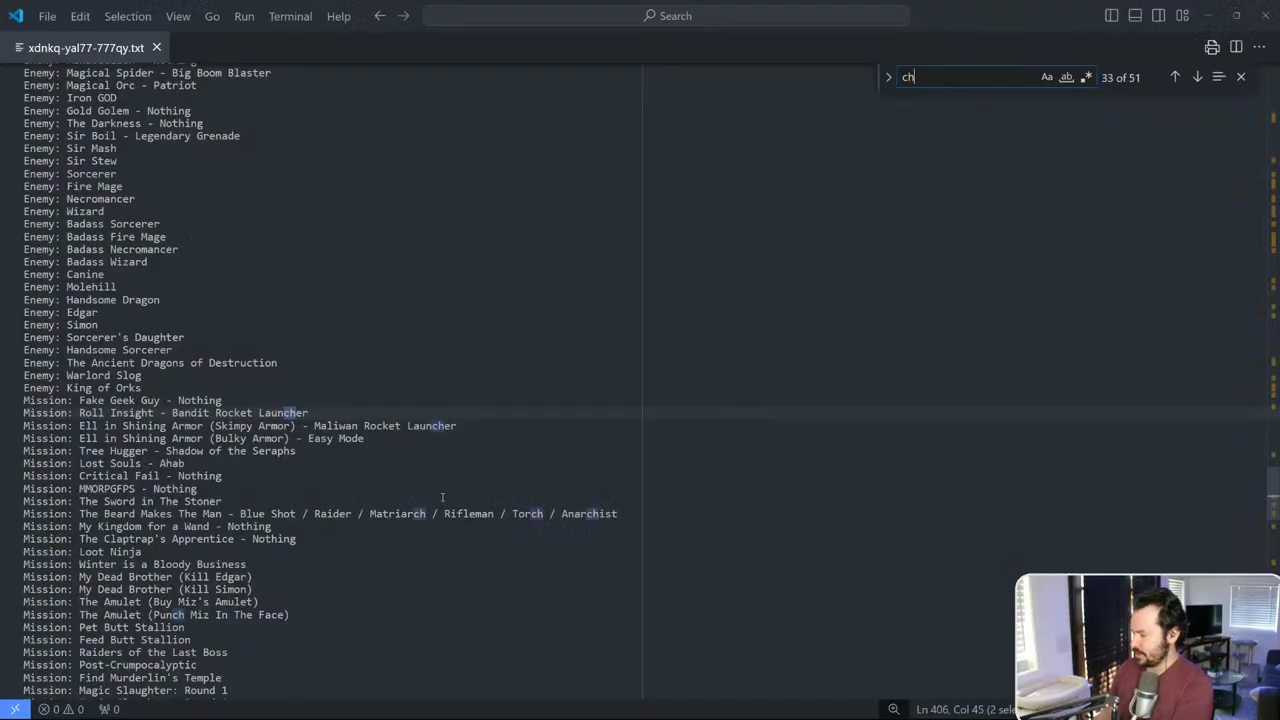 File Edit Selection View Go Run Terminal Help
Search
xdnkq-yal77-777qy.txt
ch
33 of 51
Enemy: Magical Spider - Big Boom Blaster
Enemy: Magical Orc - Patriot
Enemy: Iron GOD
Enemy: Gold Golem - Nothing
Enemy: The Darkness - Nothing
Enemy: Sir Boil - Legendary Grenade
Enemy: Sir Mash
Enemy: Sir Stew
Enemy: Sorcerer
Enemy: Fire Mage
Enemy: Necromancer
Enemy: Wizard
Enemy: Badass Sorcerer
Enemy: Badass Fire Mage
Enemy: Badass Necromancer
Enemy: Badass Wizard
Enemy: Canine
Enemy: Molehill
Enemy: Handsome Dragon
Enemy: Edgar
Enemy: Simon
Enemy: Sorcerer's Daughter
Enemy: Handsome Sorcerer
Enemy: The Ancient Dragons of Destruction
Enemy: Warlord Slog
Enemy: King of Orks
Mission: Fake Geek Guy - Nothing
Mission: Roll Insight - Bandit Rocket Launcher
Mission: Ell in Shining Armor (Skimpy Armor) - Maliwan Rocket Launcher
Mission: Ell in Shining Armor (Bulky Armor) - Easy Mode
Mission: Tree Hugger - Shadow of the Seraphs
Mission: Lost Souls - Ahab
Mission: Critical Fail - Nothing
Mission: MMORPGFPS - Nothing
Mission: The Sword in The Stoner
Mission: The Beard Makes The Man - Blue Shot / Raider / Matriarch / Rifleman / Torch / Anarchist
Mission: My Kingdom for a Wand - Nothing
Mission: The Claptrap's Apprentice - Nothing
Mission: Loot Ninja
Mission: Winter is a Bloody Business
Mission: My Dead Brother (Kill Edgar)
Mission: My Dead Brother (Kill Simon)
Mission: The Amulet (Buy Miz's Amulet)
Mission: The Amulet (Punch Miz In The Face)
Mission: Pet Butt Stallion
Mission: Feed Butt Stallion
Mission: Raiders of the Last Boss
Mission: Post-Crumpocalyptic
Mission: Find Murderlin's Temple
Mission: Magic Slaughter: Round 1
0 0 0
Ln 406, Col 45 (2 sele